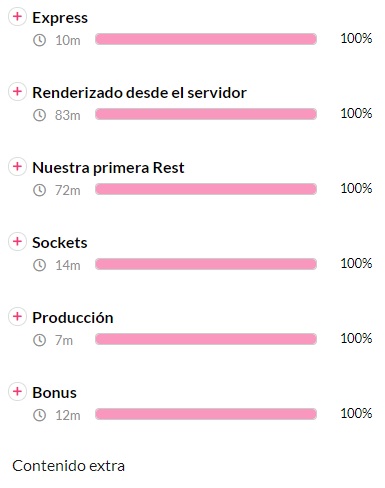 Express
10m 100%
Renderizado desde el servidor
83m 100%
Nuestra primera Rest
72m 100%
Sockets
14m 100%
Producción
7m 100%
Bonus
12m 100%
Contenido extra